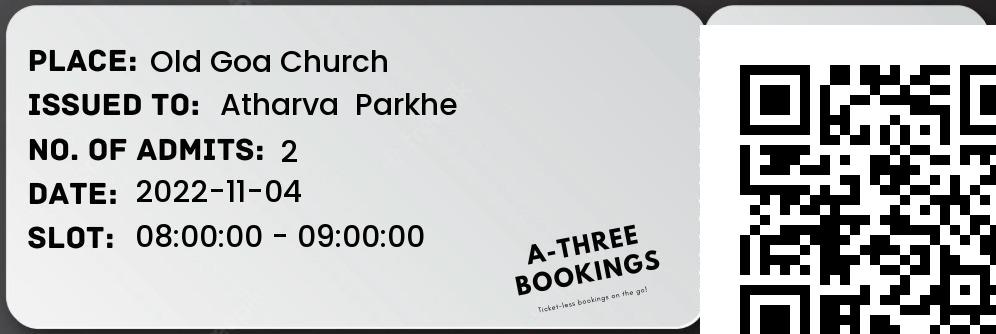 PLACE: Old Goa Church
ISSUED TO: Atharva Parkhe
NO. OF ADMITS: 2
DATE: 2022-11-04
SLOT: 08:00:00 - 09:00:00
A-THREE
BOOKINGS
Ticket-less bookings on the go!